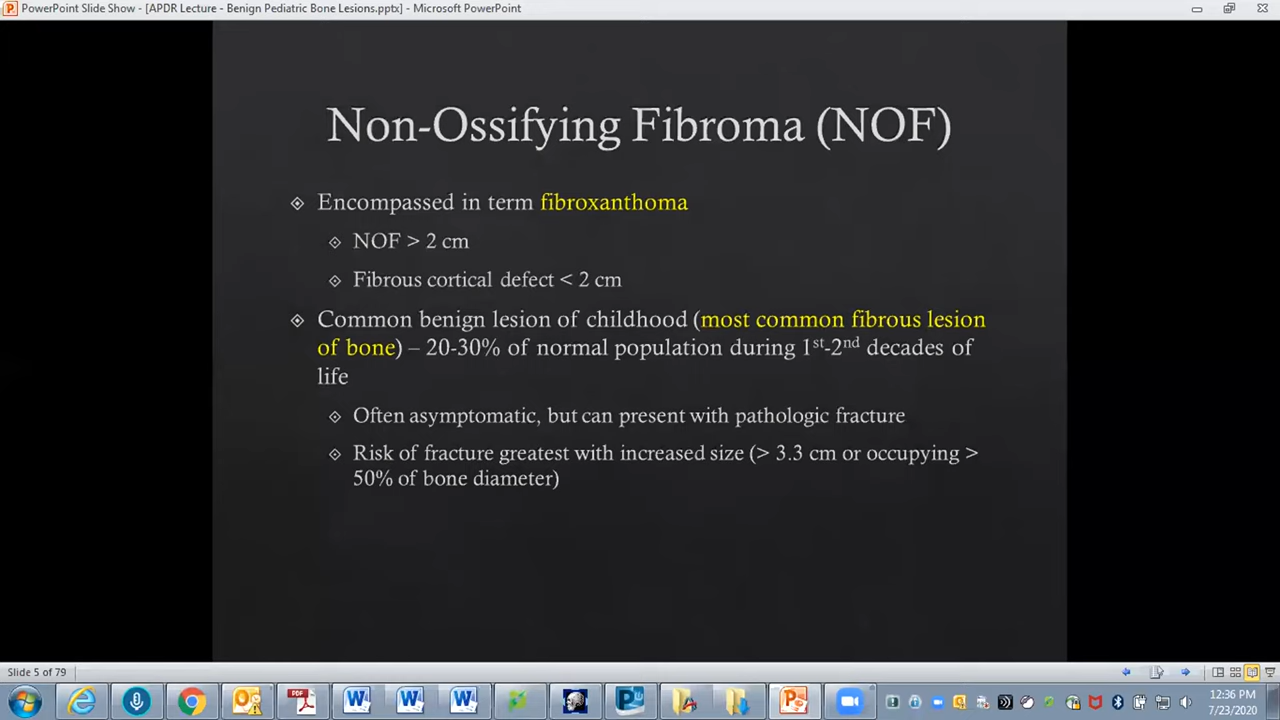 PowerPoint Slide Show - [APDR Lecture - Benign Pediatric Bone Lesions.pptx] - Microsoft PowerPoint
Non-Ossifying Fibroma (NOF)
Encompassed in term fibroxanthoma
NOF > 2 cm
Fibrous cortical defect < 2 cm
Common benign lesion of childhood (most common fibrous lesion
of bone) – 20-30% of normal population during 1st-2nd decades of
life
Often asymptomatic, but can present with pathologic fracture
Risk of fracture greatest with increased size (> 3.3 cm or occupying >
50% of bone diameter)
Slide 5 of 79
12:36 PM
7/23/2020